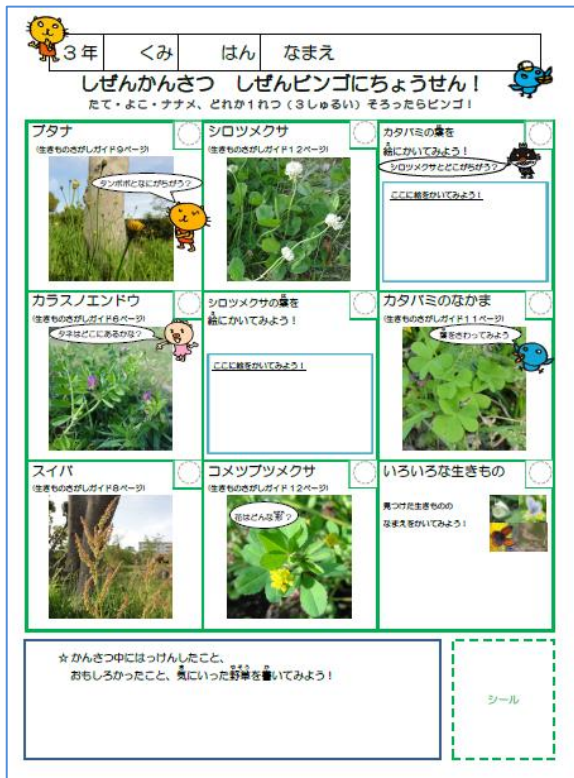 3年　くみ　はん　なまえ
しぜんかんさつ　しぜんビンゴにちょうせん！
たて・よこ・ナナメ、どれか1れつ（3しゅるい）そろったらビンゴ！
ブタナ
(生きものさがしガイド9ページ)
タンポポとなにがちがう？
シロツメクサ
(生きものさがしガイド12ページ)
カタバミの葉を
絵にかいてみよう！
シロツメクサとどこがちがう？
ここに絵をかいてみよう！
カラスノエンドウ
(生きものさがしガイド6ページ)
タネはどこにあるかな？
シロツメクサの葉を
絵にかいてみよう！
ここに絵をかいてみよう！
カタバミのなかま
(生きものさがしガイド11ページ)
葉をさわってみよう
スイバ
(生きものさがしガイド8ページ)
コメツブツメクサ
(生きものさがしガイド12ページ)
花はどんな形？
いろいろな生きもの
見つけた生きものの
なまえをかいてみよう！
☆かんさつ中にはっけんしたこと、
おもしろかったこと、気にいった野草を書いてみよう！
シール